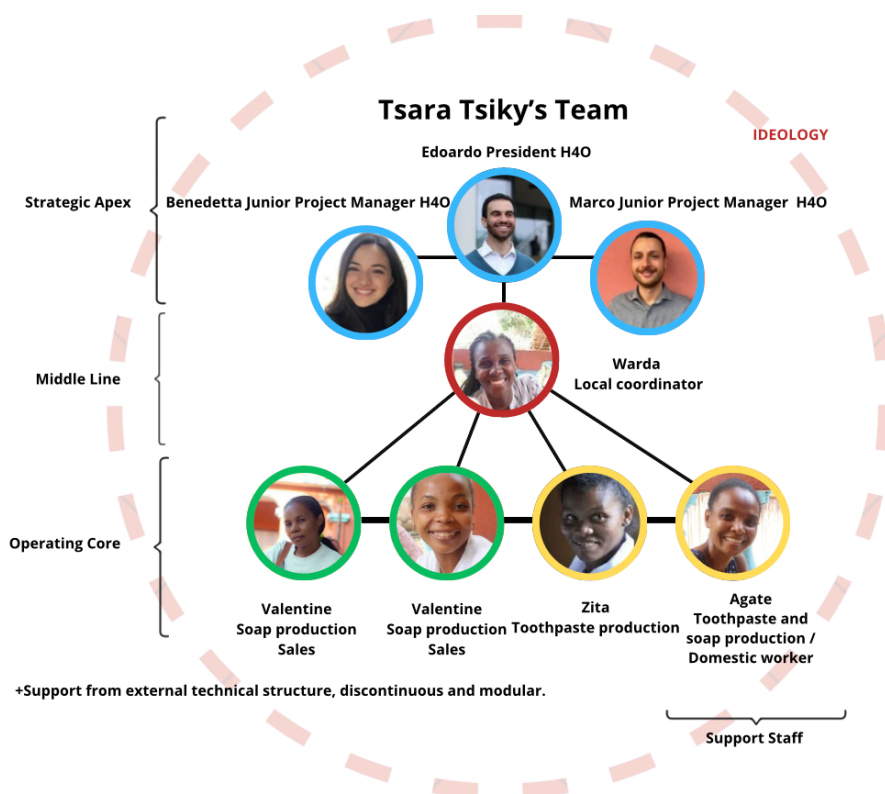 Tsara Tsiky's Team
IDEOLOGY
Edoardo President H4O
Strategic Apex
Benedetta Junior Project Manager H4O
Marco Junior Project Manager H4O
Middle Line
Warda
Local coordinator
Operating Core
Valentine
Soap production
Sales
Valentine
Soap production
Sales
Zita
Toothpaste production
Agate
Toothpaste and
soap production /
Domestic worker
+Support from external technical structure, discontinuous and modular.
Support Staff